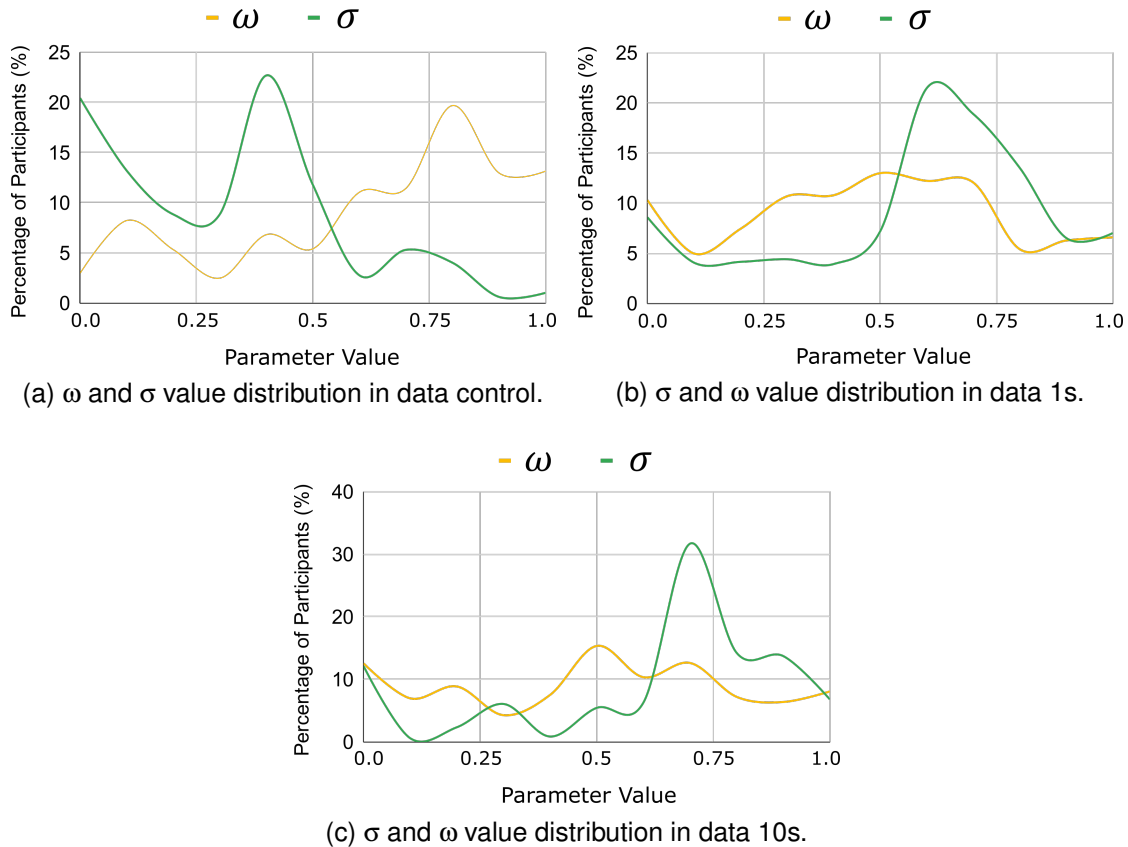 ω σ
Percentage of Participants (%)
25
20
15
10
5
0
0.0 0.25 0.5 0.75 1.0
Parameter Value
(a) ω and σ value distribution in data control.
ω σ
Percentage of Participants (%)
25
20
15
10
5
0
0.0 0.25 0.5 0.75 1.0
Parameter Value
(b) σ and ω value distribution in data 1s.
ω σ
Percentage of Participants (%)
40
30
20
10
0
0.0 0.25 0.5 0.75 1.0
Parameter Value
(c) σ and ω value distribution in data 10s.